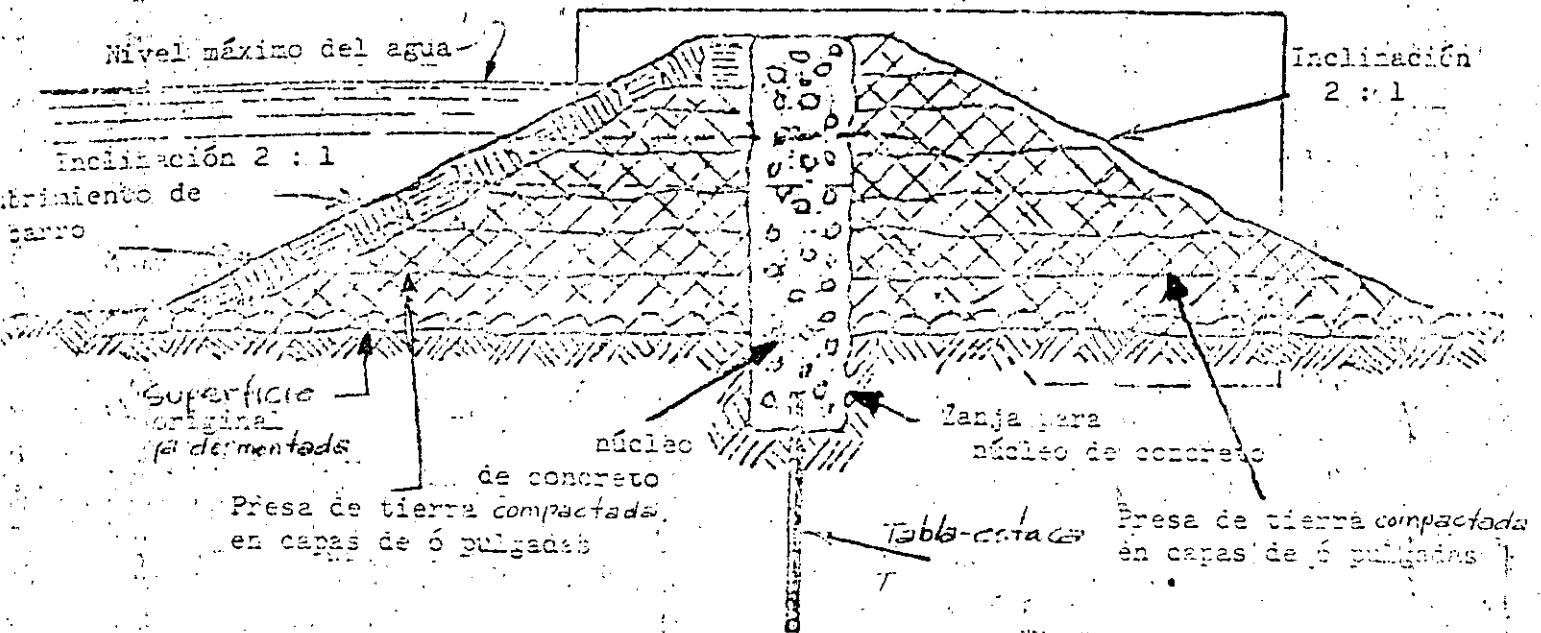 Nivel máximo del agua
Inclinación
2 : 1
Inclinación 2 : 1
brimiento de
barro
Superficie
original
núcleo
de concreto
Zanja para
núcleo de concreto
Presa de tierra compactada
en capas de 6 pulgadas
Tabla-estaca
T
Presa de tierra compactada
en capas de 6 pulgadas